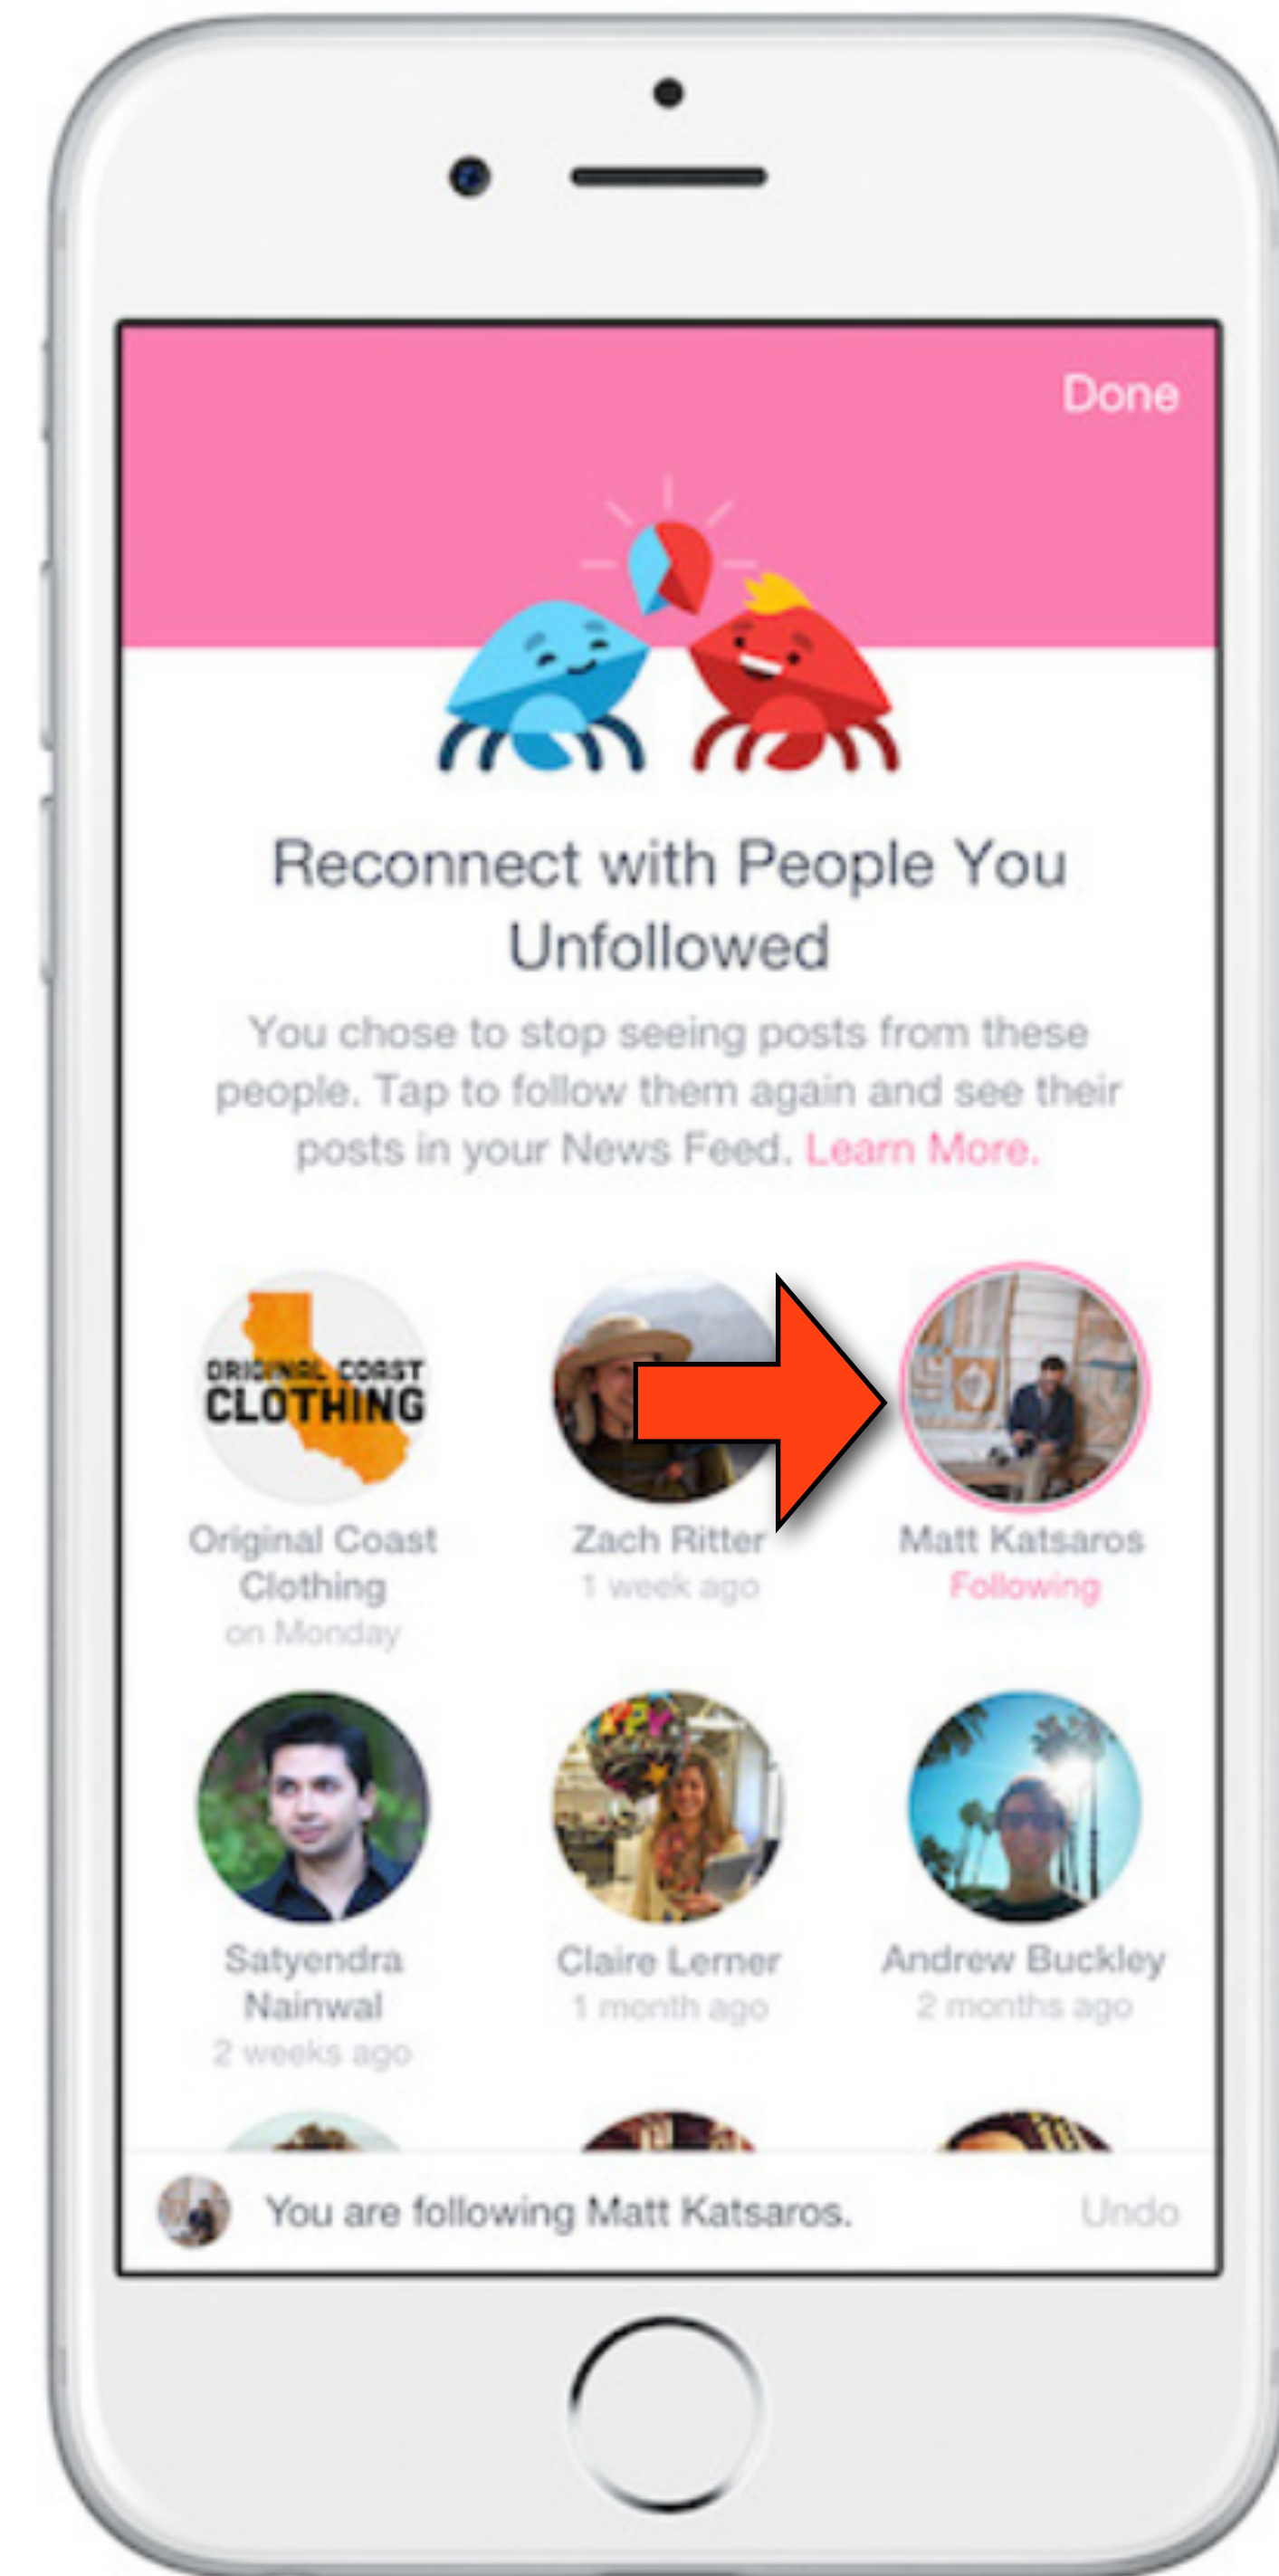 Done
Reconnect with People You
Unfollowed
You chose to stop seeing posts from these
people. Tap to follow them again and see their
posts in your News Feed. Learn More.
ORIGINAL COAST
CLOTHING
Original Coast
Clothing
on Monday
Zach Ritter
1 week ago
Matt Katsaros
Following
Satyendra
Nainwal
2 weeks ago
Claire Lerner
1 month ago
Andrew Buckley
2 months ago
You are following Matt Katsaros.
Undo